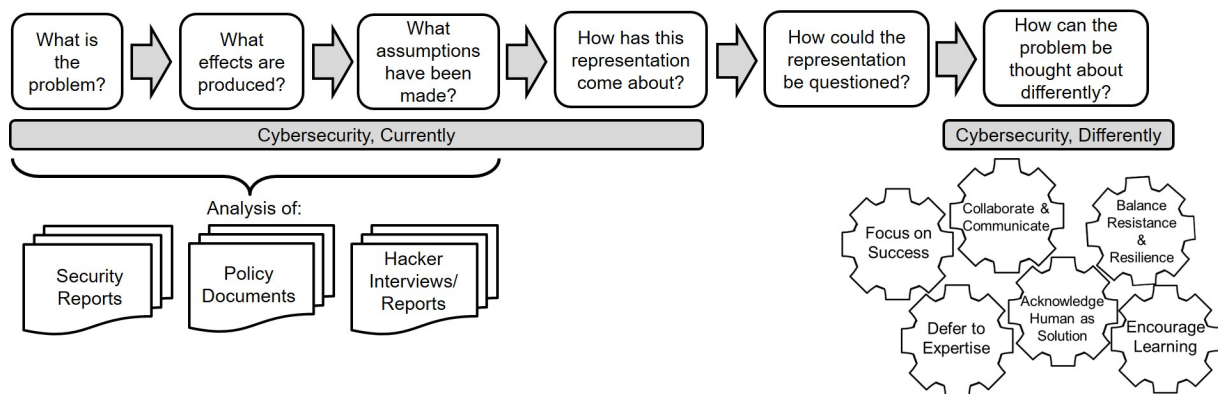 What is
the
problem?
What
effects are
produced?
What
assumptions
have been
made?
How has this
representation
come about?
How could the
representation
be questioned?
How can the
problem be
thought about
differently?
Cybersecurity, Currently
Cybersecurity, Differently
Analysis of:
Security
Reports
Policy
Documents
Hacker
Interviews/
Reports
Focus on
Success
Collaborate &
Communicate
Balance
Resistance
&
Resilience
Defer to
Expertise
Acknowledge
Human as
Solution
Encourage
Learning